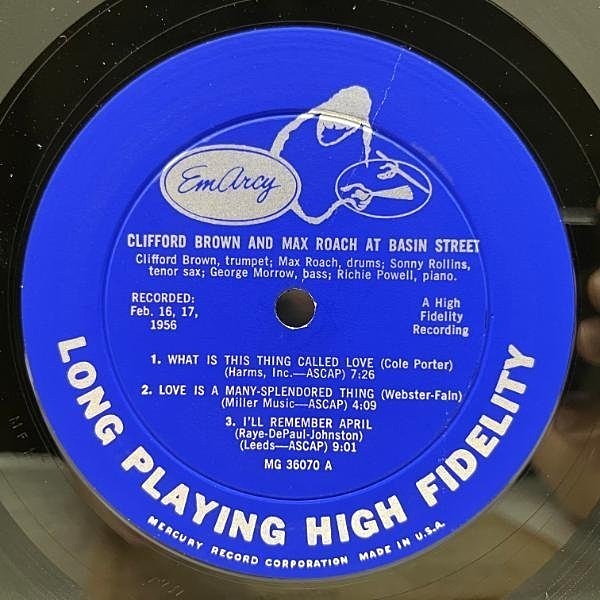 EmArcy
CLIFFORD BROWN AND MAX ROACH AT BASIN STREET
Clifford Brown, trumpet; Max Roach, drums; Sonny Rollins,
tenor sax; George Morrow, bass; Richie Powell, piano.
RECORDED:
Feb. 16, 17,
1956
A High
Fidelity
Recording
1. WHAT IS THIS THING CALLED LOVE (Cole Porter)
(Harms, Inc.—ASCAP) 7:26
2. LOVE IS A MANY-SPLENDORED THING (Webster-Fain)
(Miller Music—ASCAP) 4:09
3. I'LL REMEMBER APRIL
(Raye-DePaul-Johnston)
(Leeds—ASCAP) 9:01
MG 36070 A
LONG PLAYING HIGH FIDELITY
MERCURY RECORD CORPORATION MADE IN U.S.A.